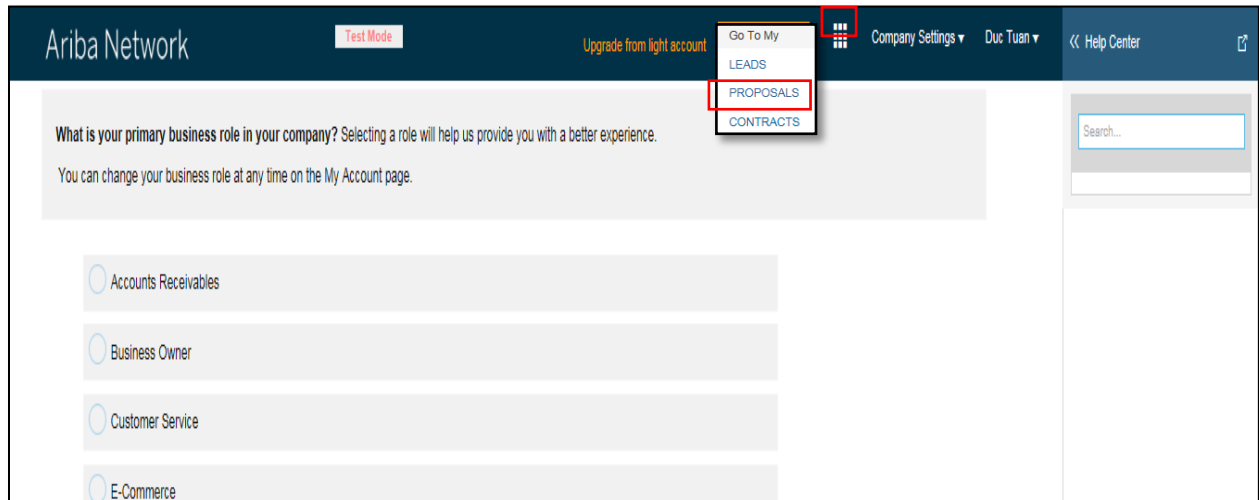 Ariba Network
Test Mode
Upgrade from light account
Go To My
LEADS
PROPOSALS
CONTRACTS
Company Settings ▾
Duc Tuan ▾
<< Help Center
Search...
What is your primary business role in your company? Selecting a role will help us provide you with a better experience.
You can change your business role at any time on the My Account page.
Accounts Receivables
Business Owner
Customer Service
E-Commerce